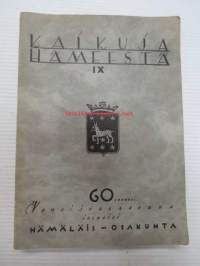 KAIKUJA
HÄMEESTÄ
IX
60
HÄMÄLÄIS-OSAKUNTA